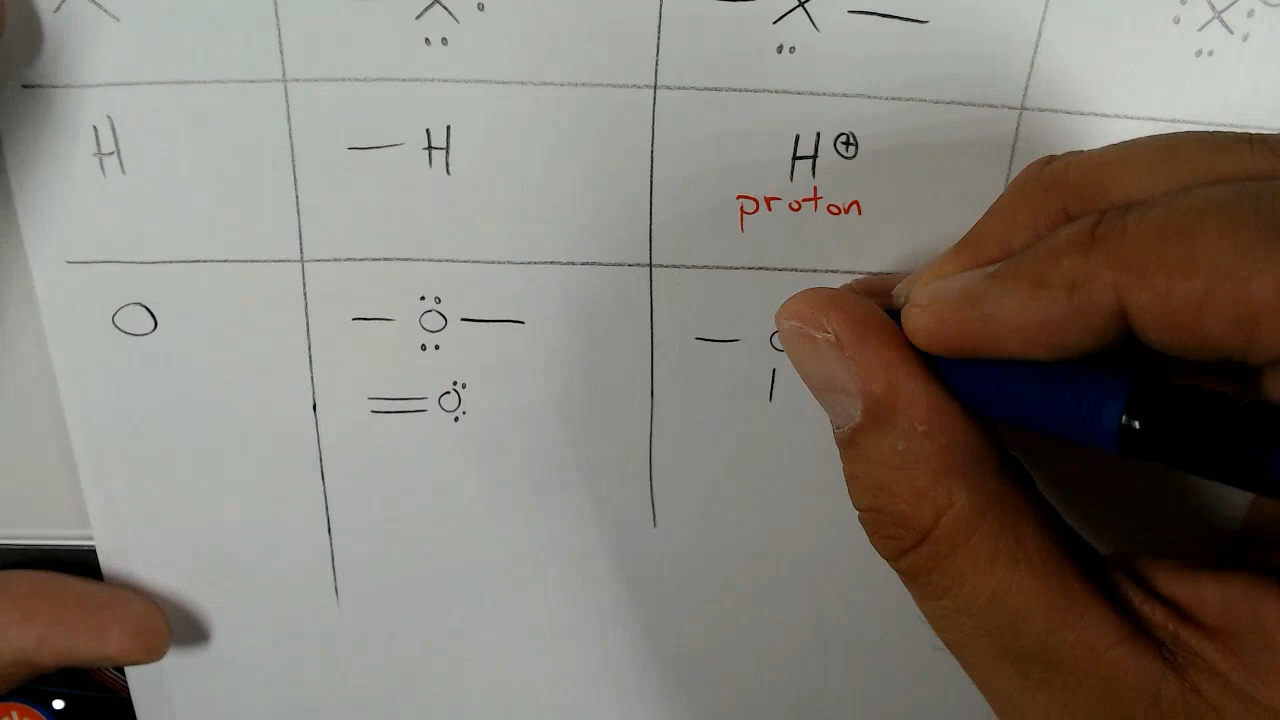 X X X X
H — H H⊕
proton
O — O — — O
= O